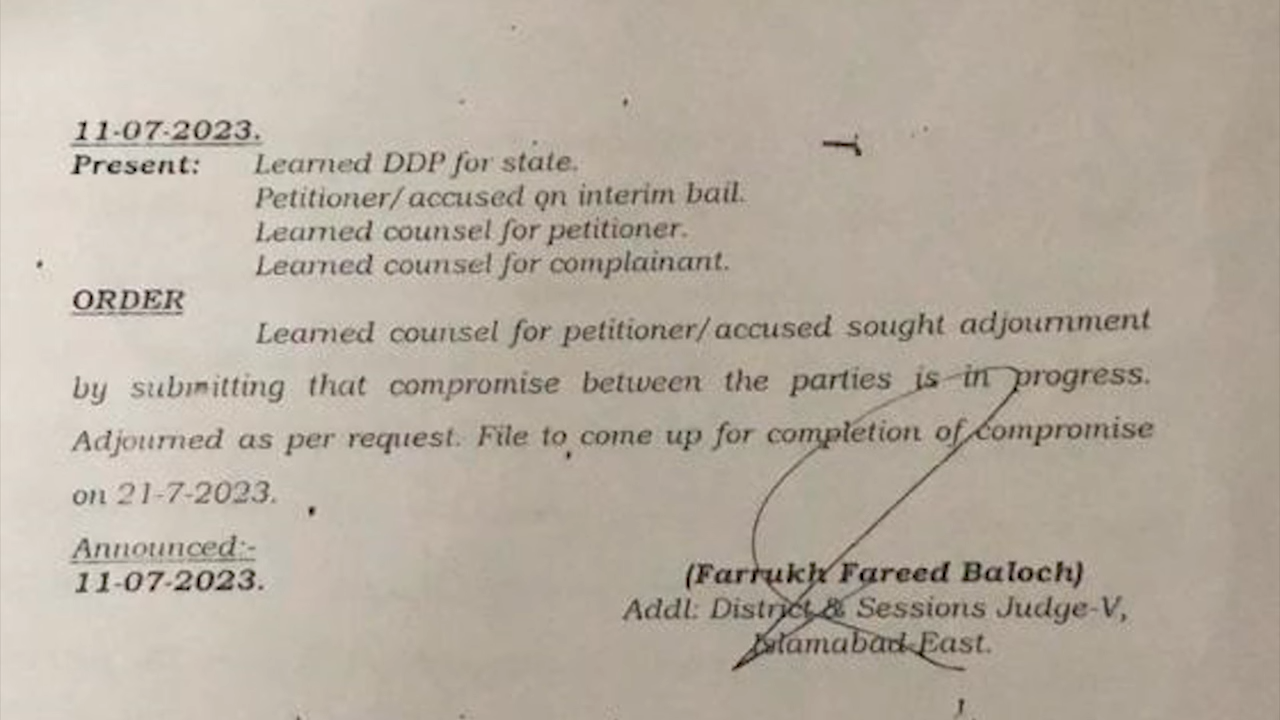 11-07-2023.
Present: Learned DDP for state.
Petitioner/accused on interim bail.
Learned counsel for petitioner.
Learned counsel for complainant.
ORDER
Learned counsel for petitioner/accused sought adjournment
by submitting that compromise between the parties is in progress.
Adjourned as per request. File to come up for completion of compromise
on 21-7-2023.
Announced:-
11-07-2023.
(Farrukh Fareed Baloch)
Addl: District & Sessions Judge-V,
Islamabad-East.